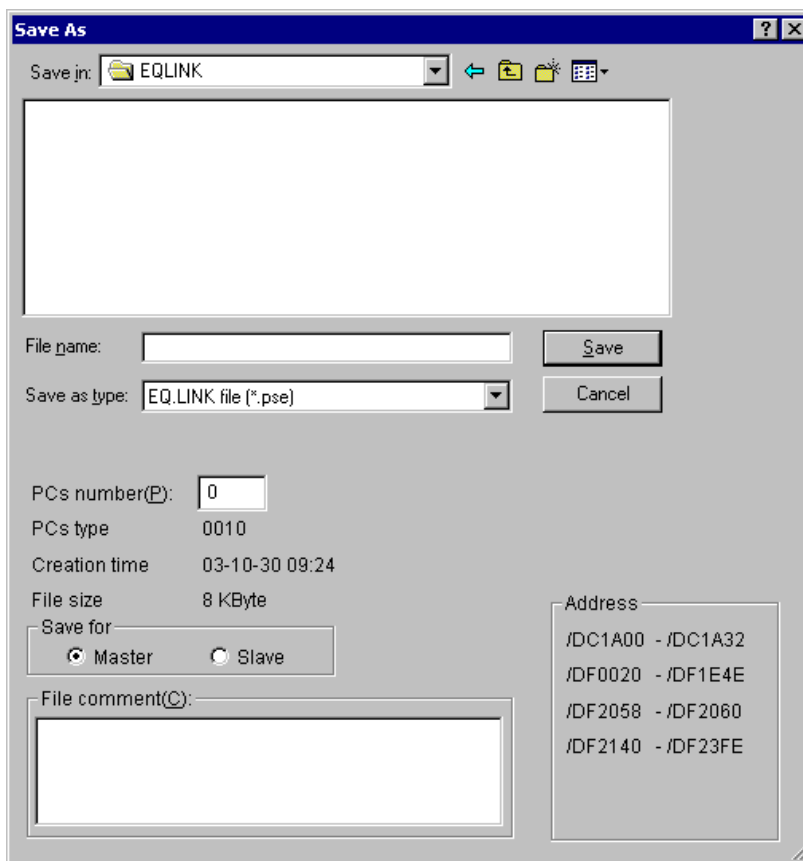 Save As
Save in: EQLINK
File name:
Save
Save as type: EQ.LINK file (*.pse)
Cancel
PCs number(P): 0
PCs type 0010
Creation time 03-10-30 09:24
File size 8 KByte
Save for
Master Slave
File comment(C):
Address
/DC1A00 - /DC1A32
/DF0020 - /DF1E4E
/DF2058 - /DF2060
/DF2140 - /DF23FE